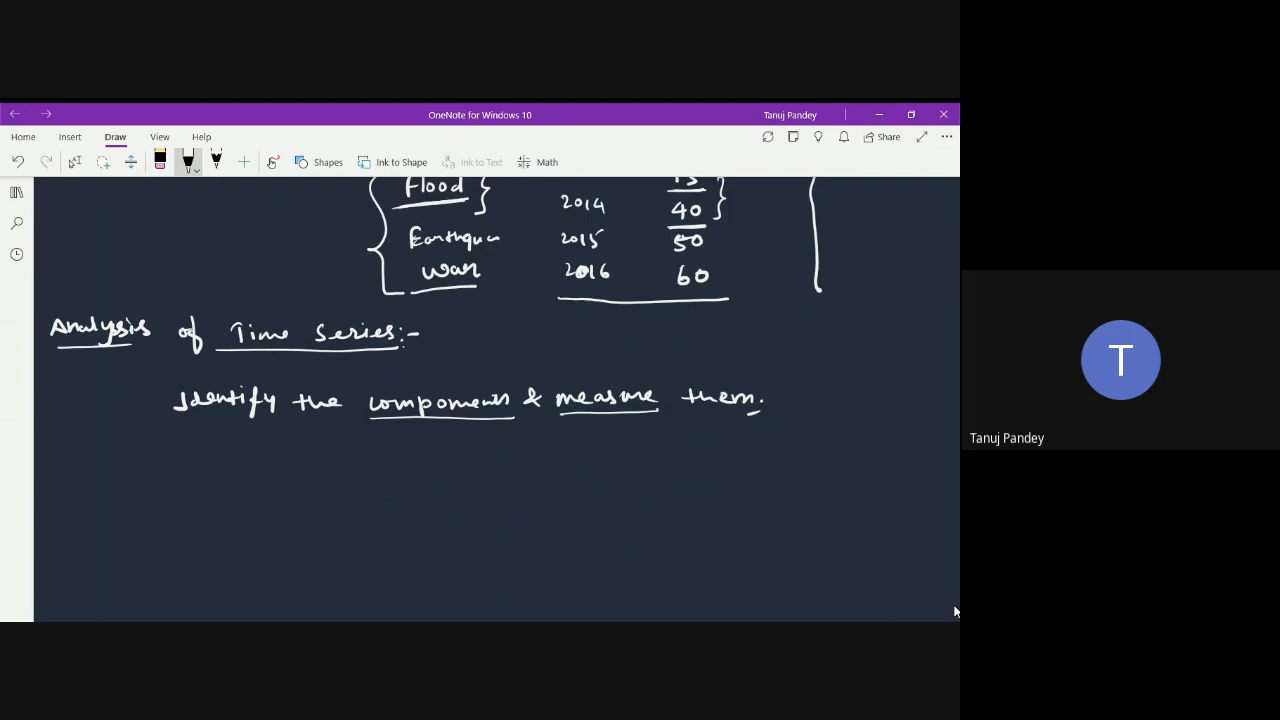 OneNote for Windows 10
Tanuj Pandey
Home Insert Draw View Help
Share
Shapes Ink to Shape Ink to Text Math
Flood
2014 40
Earthqua 2015 50
War 2016 60
Analysis of Time Series:-
Identify the components & measure them.
T
Tanuj Pandey